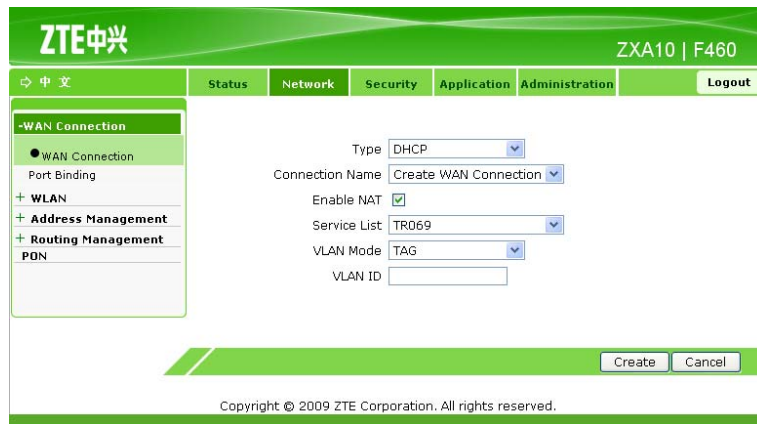 ZTE中兴
ZXA10 | F460
中 文
Status Network Security Application Administration Logout
-WAN Connection
WAN Connection
Port Binding
+ WLAN
+ Address Management
+ Routing Management
PON
Type DHCP
Connection Name Create WAN Connection
Enable NAT
Service List TR069
VLAN Mode TAG
VLAN ID
Create Cancel
Copyright © 2009 ZTE Corporation. All rights reserved.